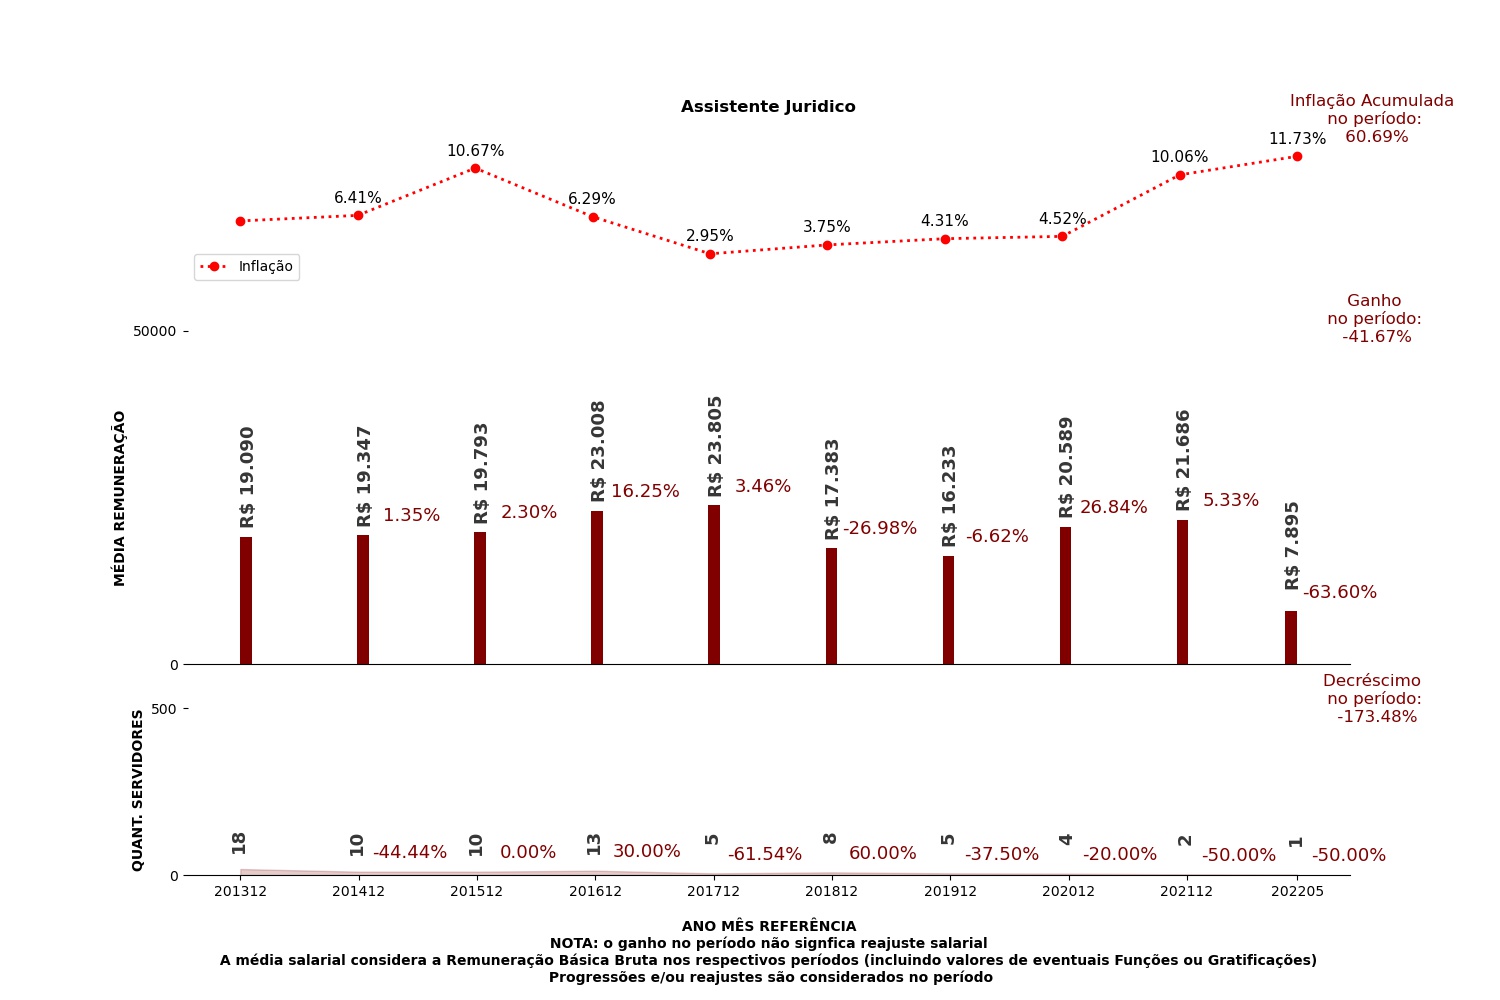 Assistente Juridico
Inflação Acumulada
no período:
60.69%
6.41%
10.67%
6.29%
2.95%
3.75%
4.31%
4.52%
10.06%
11.73%
Inflação
Ganho
no período:
-41.67%
50000
0
MÉDIA REMUNERAÇÃO
R$ 19.090
R$ 19.347
R$ 19.793
R$ 23.008
R$ 23.805
R$ 17.383
R$ 16.233
R$ 20.589
R$ 21.686
R$ 7.895
1.35%
2.30%
16.25%
3.46%
-26.98%
-6.62%
26.84%
5.33%
-63.60%
Decréscimo
no período:
-173.48%
500
0
QUANT. SERVIDORES
18
10
10
13
5
8
5
4
2
1
-44.44%
0.00%
30.00%
-61.54%
60.00%
-37.50%
-20.00%
-50.00%
-50.00%
201312
201412
201512
201612
201712
201812
201912
202012
202112
202205
ANO MÊS REFERÊNCIA
NOTA: o ganho no período não signfica reajuste salarial
A média salarial considera a Remuneração Básica Bruta nos respectivos períodos (incluindo valores de eventuais Funções ou Gratificações)
Progressões e/ou reajustes são considerados no período